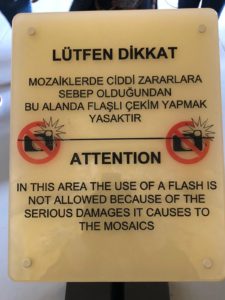 LÜTFEN DİKKAT
MOZAİKLERDE CİDDİ ZARARLARA
SEBEP OLDUĞUNDAN
BU ALANDA FLAŞLI ÇEKİM YAPMAK
YASAKTIR
ATTENTION
IN THIS AREA THE USE OF A FLASH IS
NOT ALLOWED BECAUSE OF THE
SERIOUS DAMAGES IT CAUSES TO
THE MOSAICS